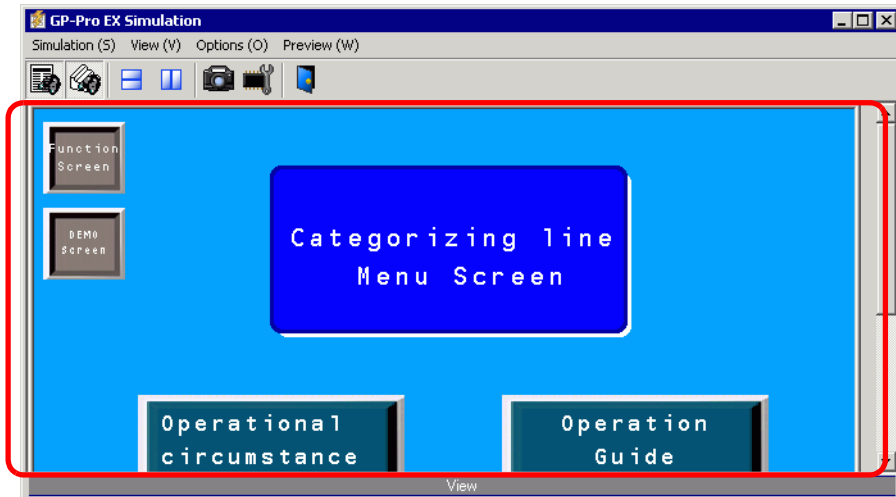 GP-Pro EX Simulation
Simulation (S) View (V) Options (O) Preview (W)
Function
Screen
DEMO
Screen
Categorizing line
Menu Screen
Operational
circumstance
Operation
Guide
View